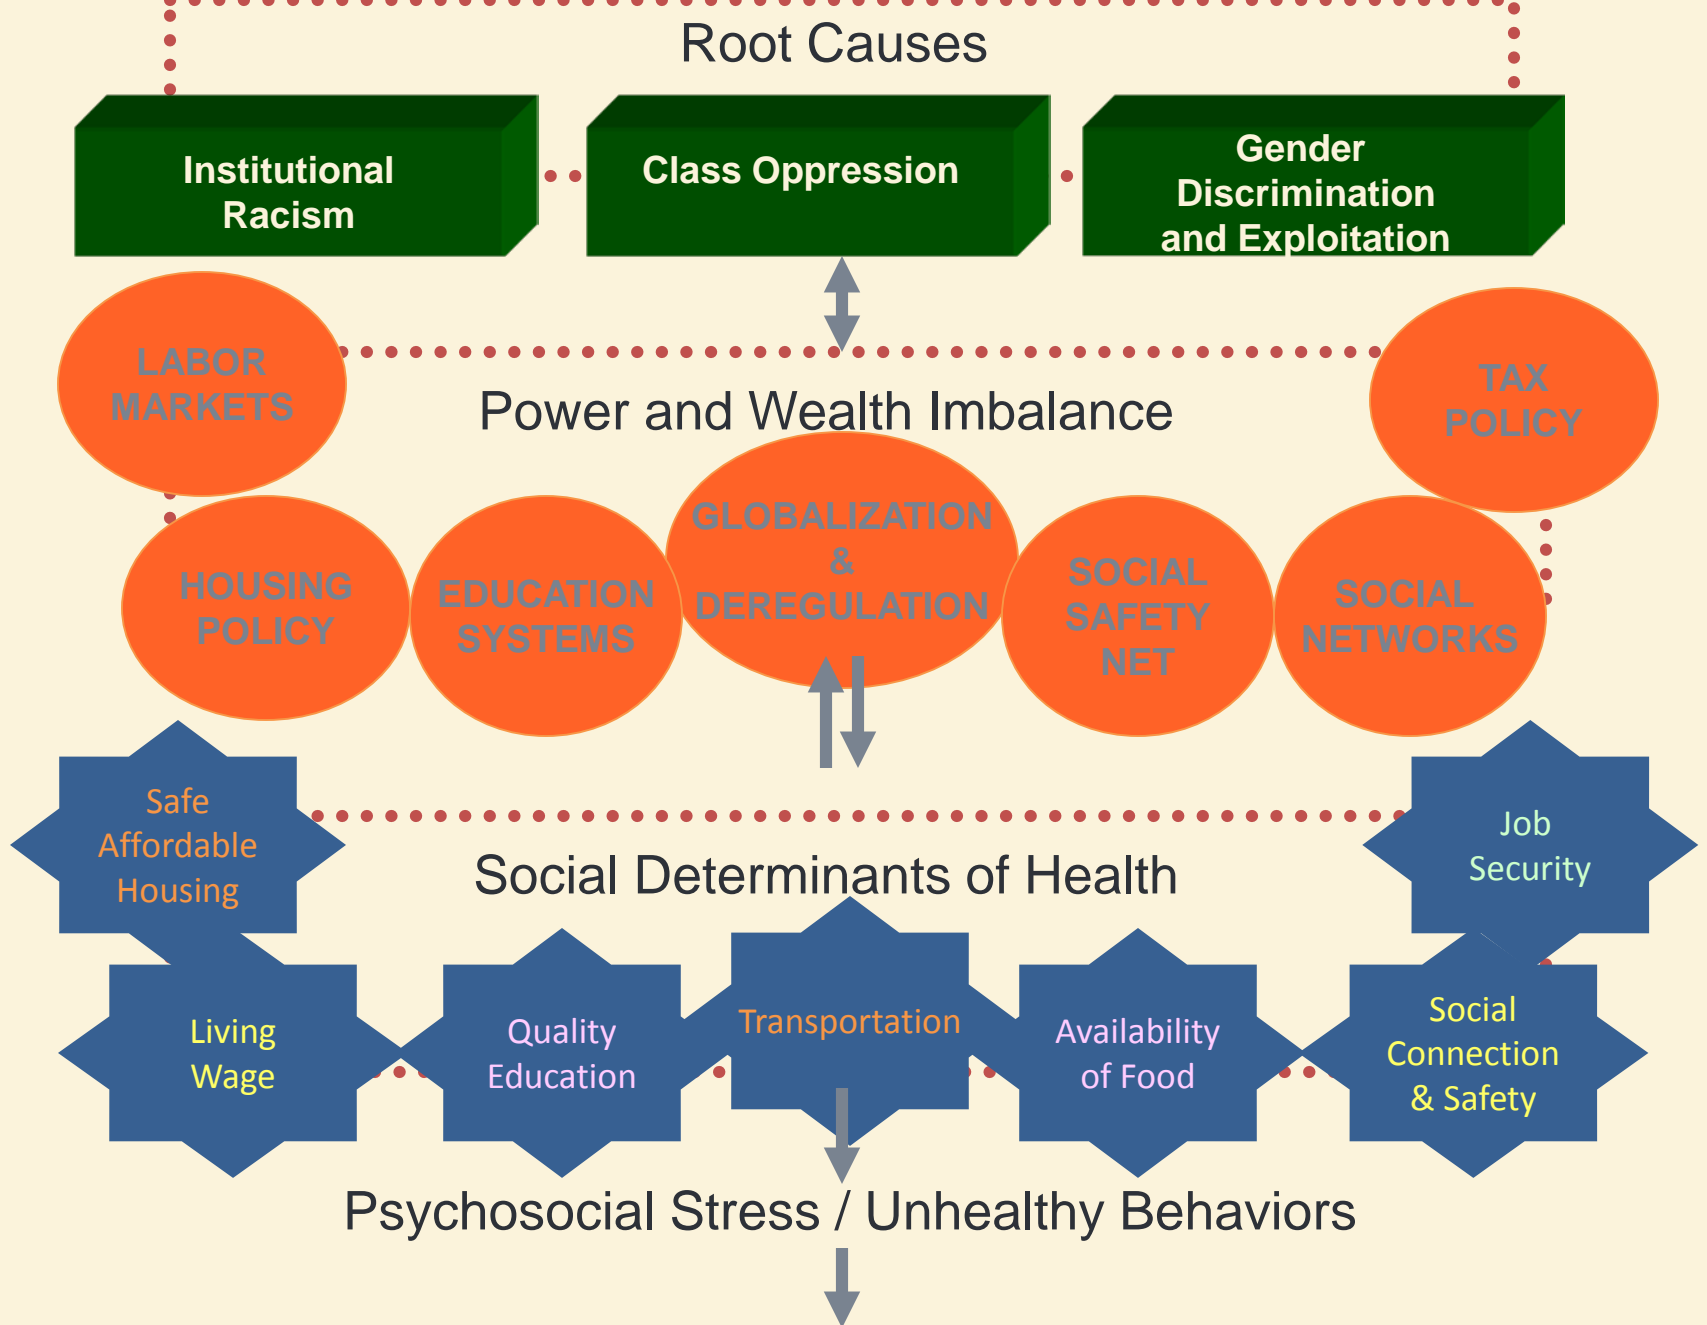 Root Causes
Institutional
Racism
Class Oppression
Gender
Discrimination
and Exploitation
LABOR
MARKETS
TAX
POLICY
Power and Wealth Imbalance
HOUSING
POLICY
EDUCATION
SYSTEMS
GLOBALIZATION
&
DEREGULATION
SOCIAL
SAFETY
NET
SOCIAL
NETWORKS
Safe
Affordable
Housing
Job
Security
Social Determinants of Health
Living
Wage
Quality
Education
Transportation
Availability
of Food
Social
Connection
& Safety
Psychosocial Stress / Unhealthy Behaviors